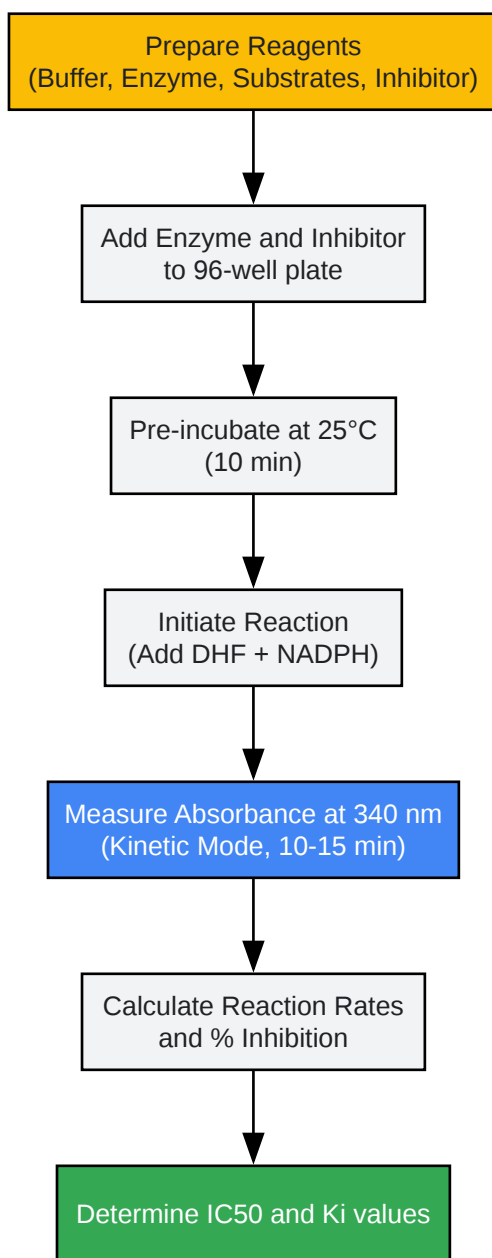 Prepare Reagents
(Buffer, Enzyme, Substrates, Inhibitor)
Add Enzyme and Inhibitor
to 96-well plate
Pre-incubate at 25°C
(10 min)
Initiate Reaction
(Add DHF + NADPH)
Measure Absorbance at 340 nm
(Kinetic Mode, 10-15 min)
Calculate Reaction Rates
and % Inhibition
Determine IC50 and Ki values